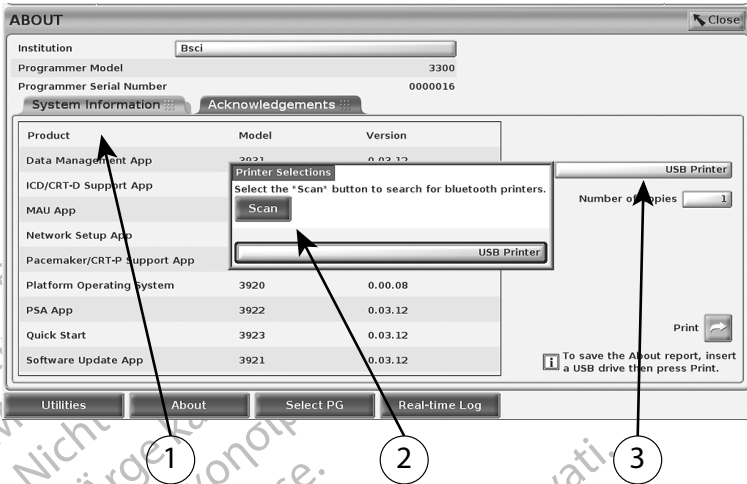 ABOUT
Close
Institution
Bsci
Programmer Model
3300
Programmer Serial Number
0000016
System Information
Acknowledgements
Product Model Version
Data Management App 3931 0.03.12
ICD/CRT-D Support App
MAU App
Network Setup App
Pacemaker/CRT-P Support App
Platform Operating System 3920 0.00.08
PSA App 3922 0.03.12
Quick Start 3923 0.03.12
Software Update App 3921 0.03.12
Printer Selections
Select the "Scan" button to search for bluetooth printers.
Scan
USB Printer
USB Printer
Number of Copies 1
Print
i To save the About report, insert
a USB drive then press Print.
Utilities
About
Select PG
Real-time Log
1
2
3
Nicht